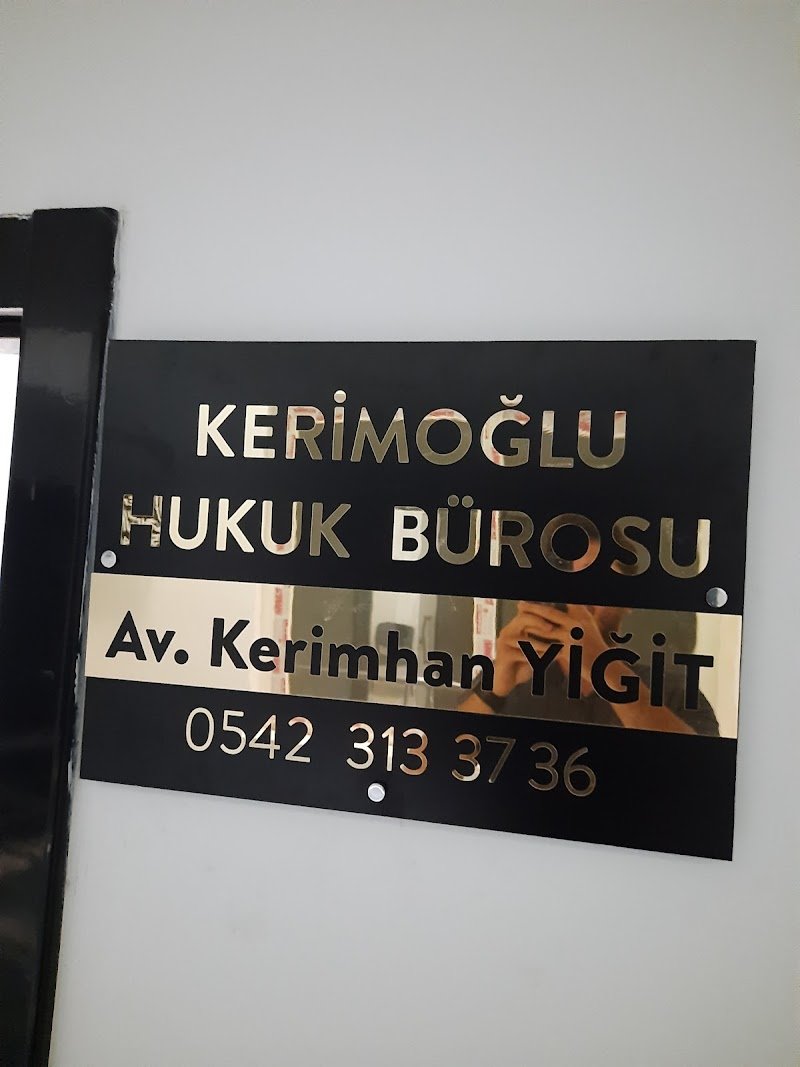 KERİMOĞLU
HUKUK BÜROSU
Av. Kerimhan YİĞİT
0542 313 37 36